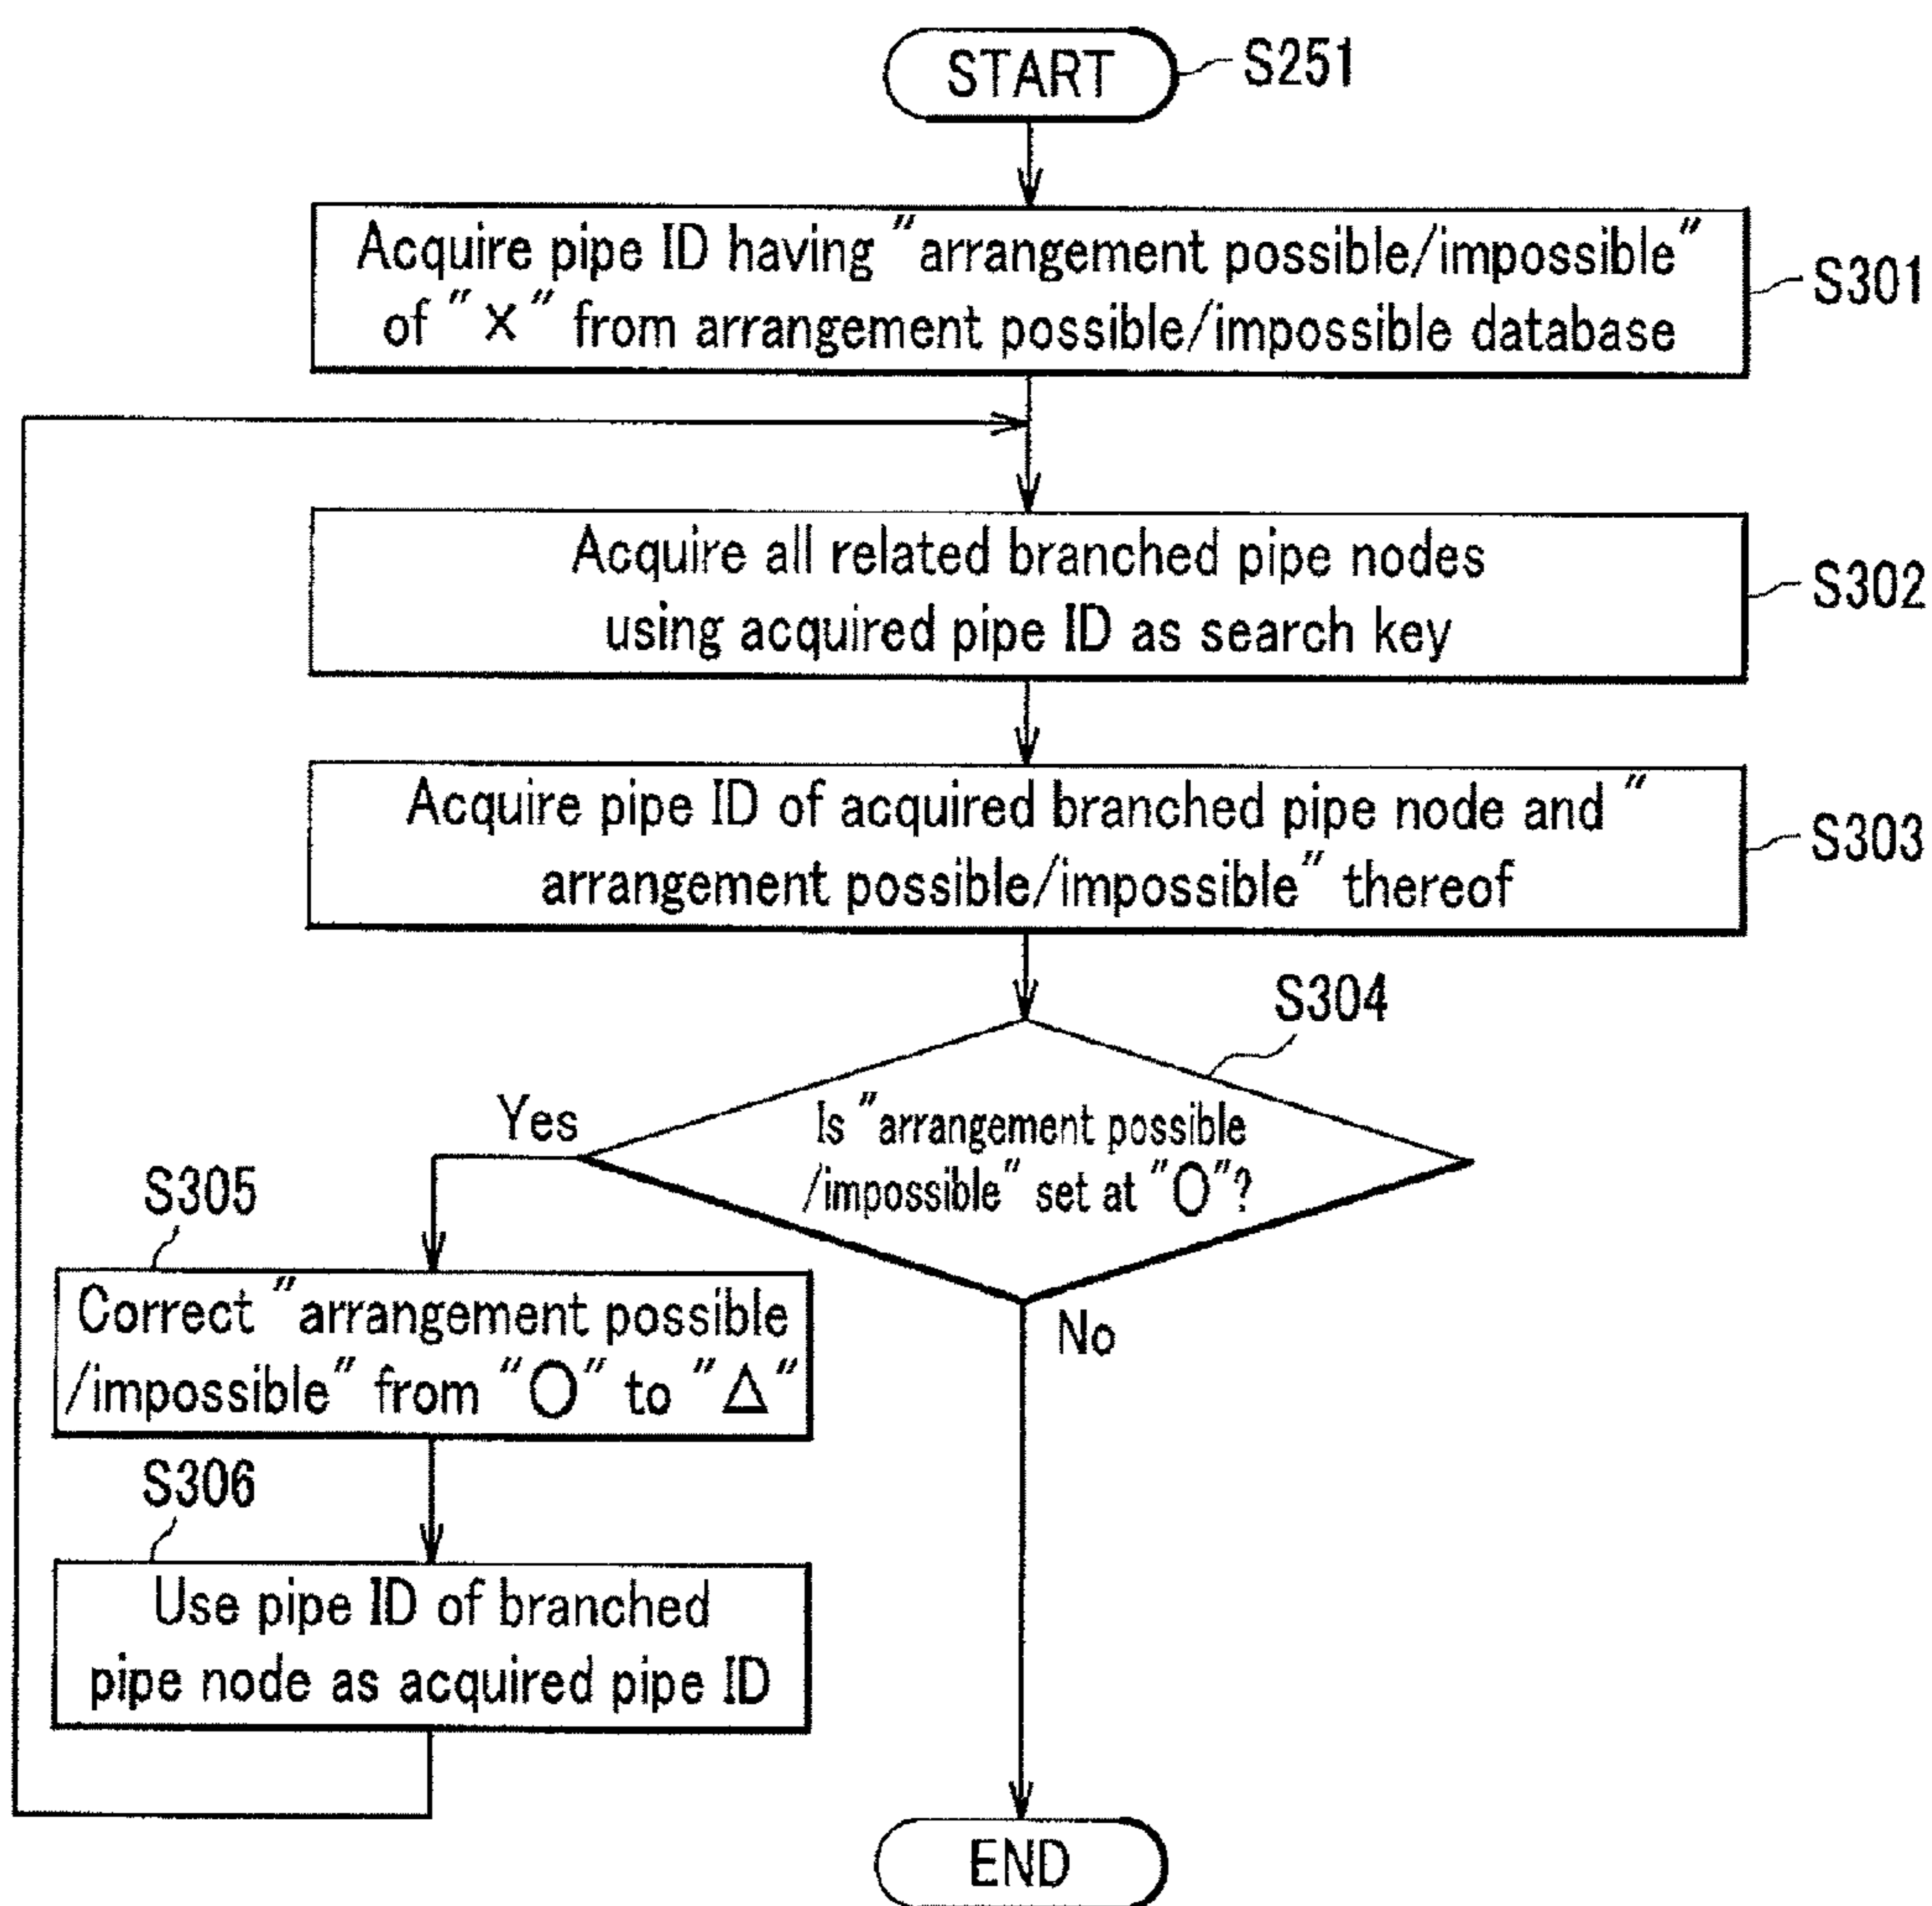 START
S251
Acquire pipe ID having "arrangement possible/impossible"
of "×" from arrangement possible/impossible database
S301
Acquire all related branched pipe nodes
using acquired pipe ID as search key
S302
Acquire pipe ID of acquired branched pipe node and "
arrangement possible/impossible" thereof
S303
S304
Is "arrangement possible
/impossible" set at "○"?
Yes
No
S305
Correct "arrangement possible
/impossible" from "○" to "△"
S306
Use pipe ID of branched
pipe node as acquired pipe ID
END